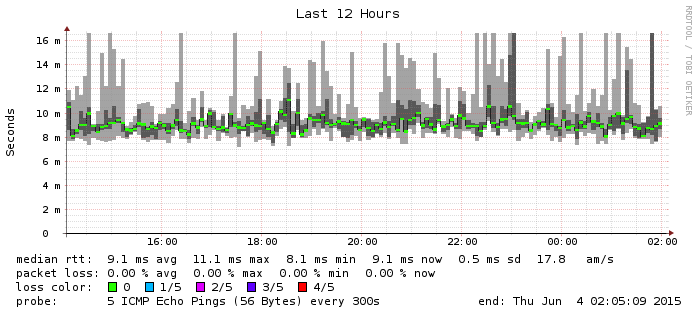 Last 12 Hours
RRDTOOL / TOBI OETIKER
Seconds
16 m
14 m
12 m
10 m
8 m
6 m
4 m
2 m
0
16:00 18:00 20:00 22:00 00:00 02:00
median rtt: 9.1 ms avg 11.1 ms max 8.1 ms min 9.1 ms now 0.5 ms sd 17.8 am/s
packet loss: 0.00 % avg 0.00 % max 0.00 % min 0.00 % now
loss color: 0 1/5 2/5 3/5 4/5
probe: 5 ICMP Echo Pings (56 Bytes) every 300s end: Thu Jun 4 02:05:09 2015